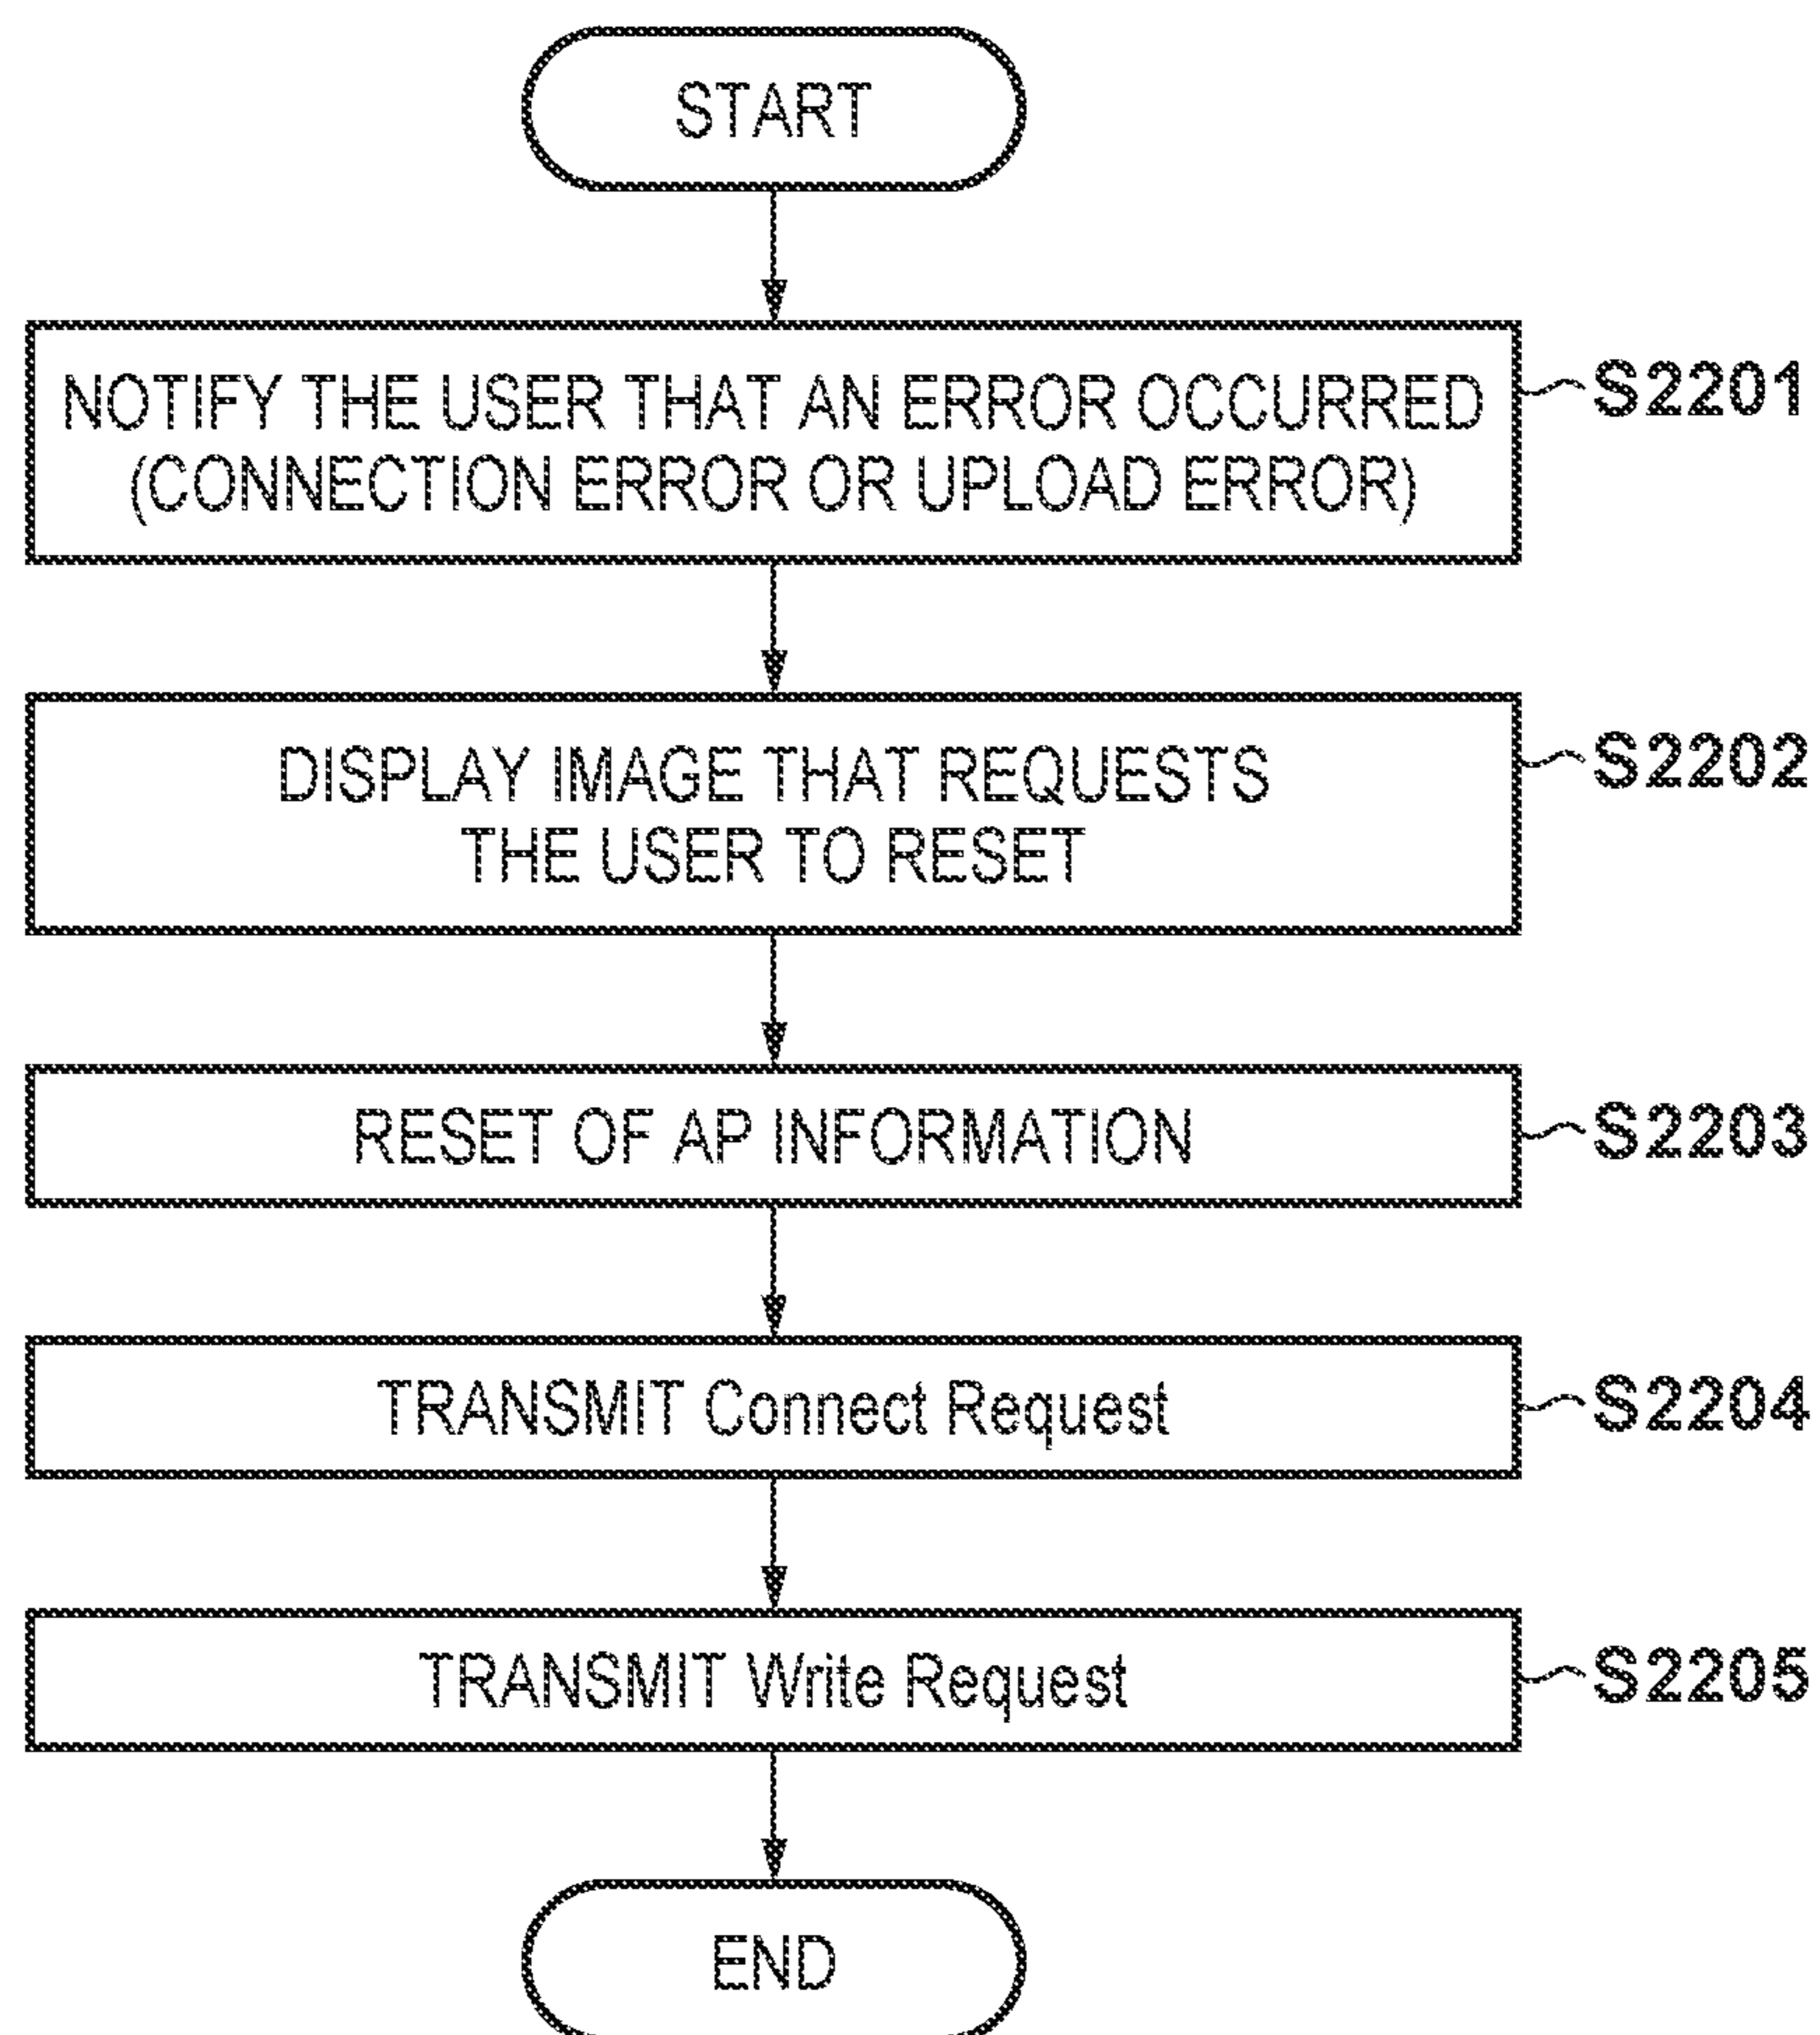 START
NOTIFY THE USER THAT AN ERROR OCCURRED
(CONNECTION ERROR OR UPLOAD ERROR)
S2201
DISPLAY IMAGE THAT REQUESTS
THE USER TO RESET
S2202
RESET OF AP INFORMATION
S2203
TRANSMIT Connect Request
S2204
TRANSMIT Write Request
S2205
END